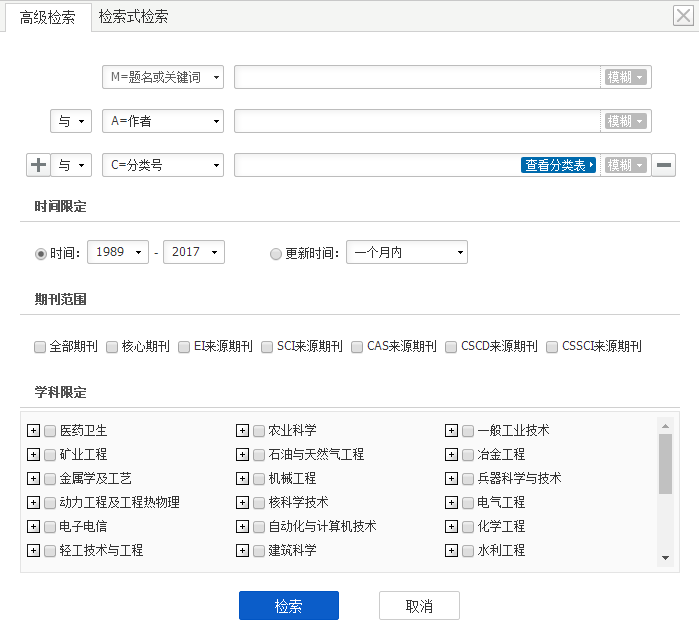 高级检索 检索式检索
M=题名或关键词 模糊
与 A=作者 模糊
与 C=分类号 查看分类表 模糊
时间限定
时间: 1989 - 2017 更新时间: 一个月内
期刊范围
全部期刊 核心期刊 EI来源期刊 SCI来源期刊 CAS来源期刊 CSCD来源期刊 CSSCI来源期刊
学科限定
医药卫生 农业科学 一般工业技术
矿业工程 石油与天然气工程 冶金工程
金属学及工艺 机械工程 兵器科学与技术
动力工程及工程热物理 核科学技术 电气工程
电子电信 自动化与计算机技术 化学工程
轻工技术与工程 建筑科学 水利工程
检索 取消